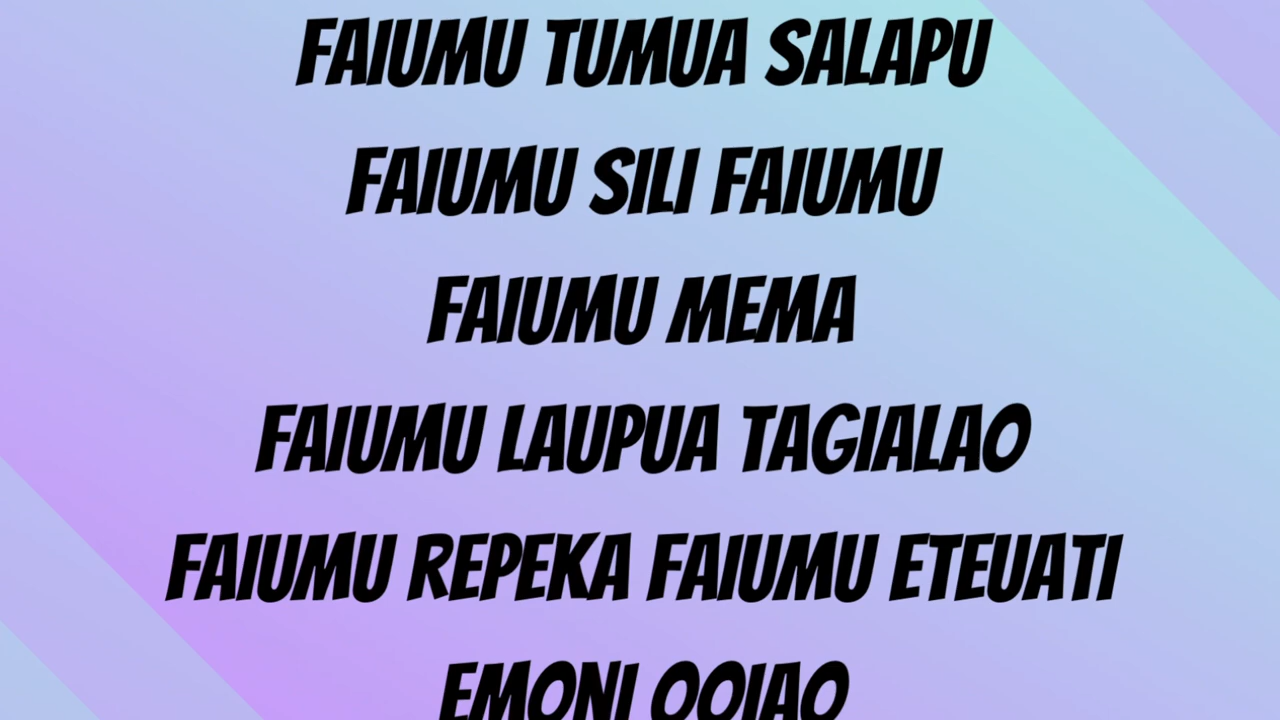 FAIUMU TUMUA SALAPU
FAIUMU SILI FAIUMU
FAIUMU MEMA
FAIUMU LAUPUA TAGIALAO
FAIUMU REPEKA FAIUMU ETEUATI
EMONI OOIAO